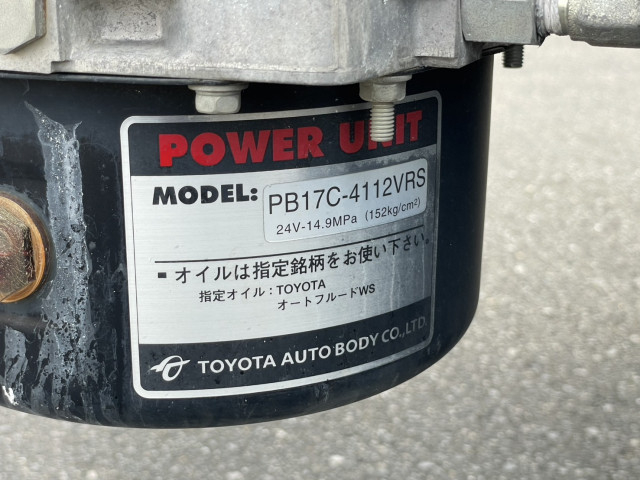 POWER UNIT
MODEL: PB17C-4112VRS
24V-14.9MPa (152kg/cm²)
- オイルは指定銘柄をお使い下さい。
指定オイル：TOYOTA
オートフルードWS
TOYOTA AUTO BODY CO., LTD.